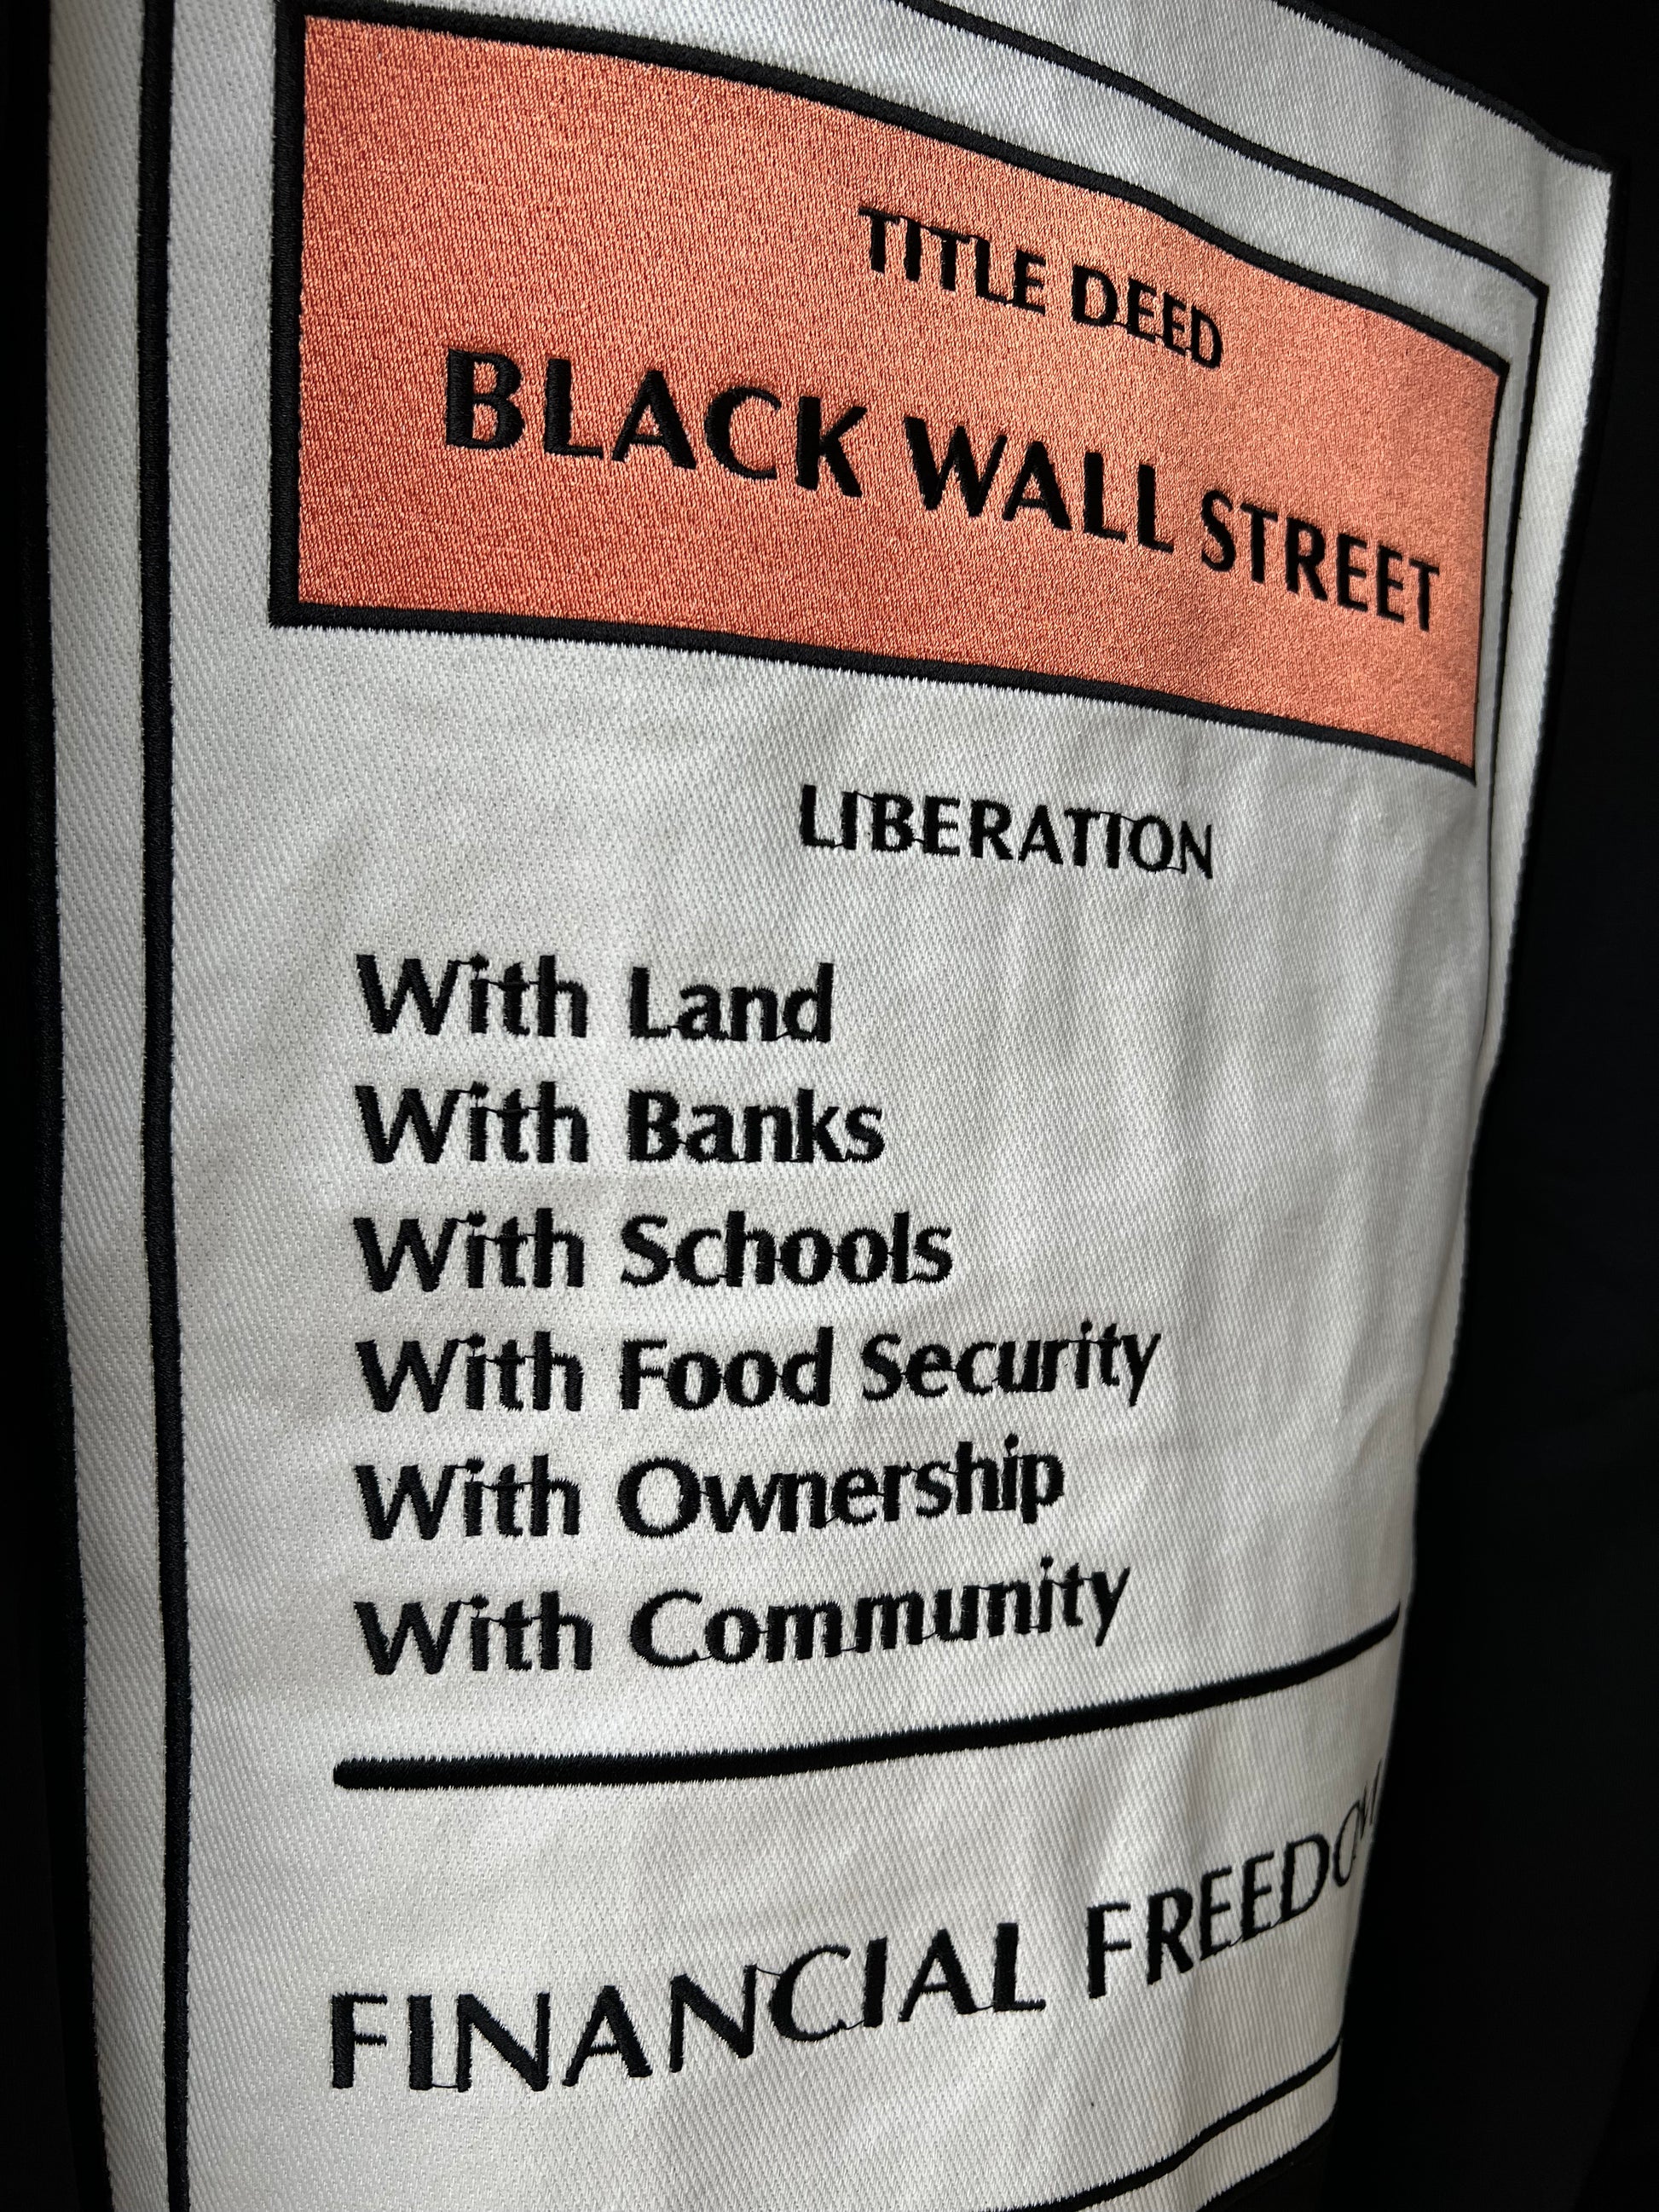 TITLE DEED
BLACK WALL STREET
LIBERATION
With Land
With Banks
With Schools
With Food Security
With Ownership
With Community
FINANCIAL FREEDOM